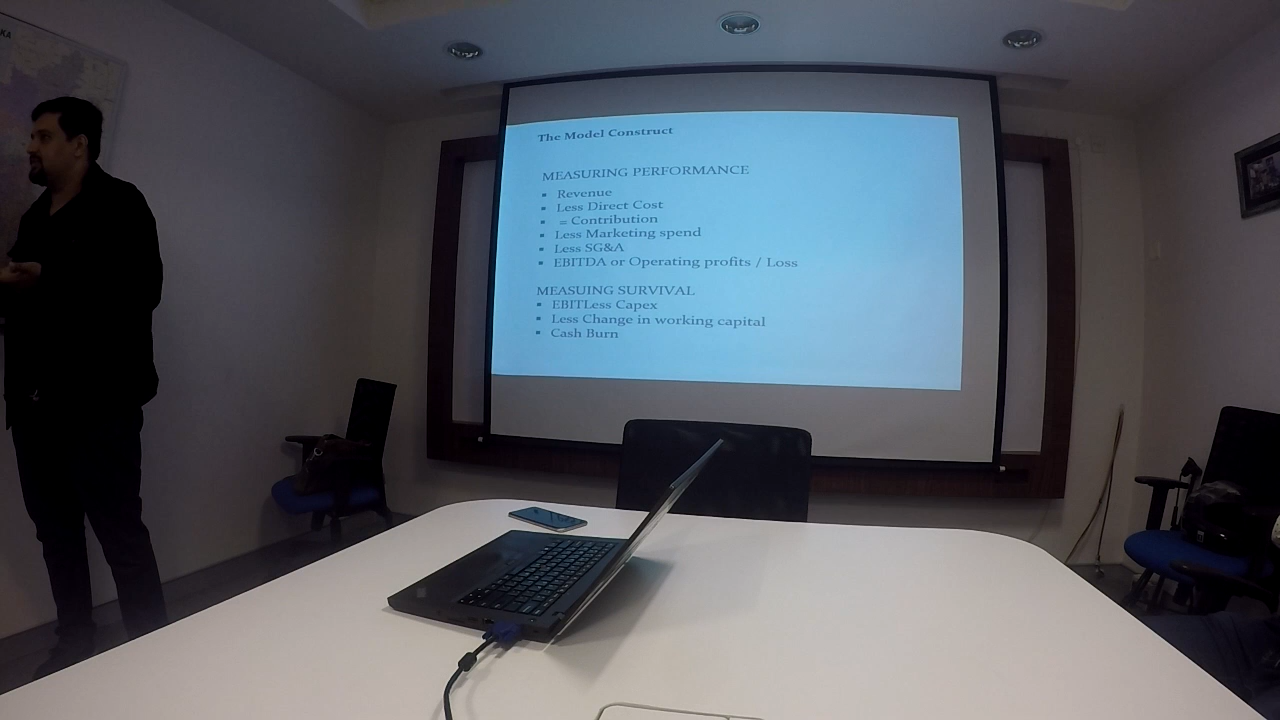 KA
The Model Construct
MEASURING PERFORMANCE
▪ Revenue
▪ Less Direct Cost
▪ = Contribution
▪ Less Marketing spend
▪ Less SG&A
▪ EBITDA or Operating profits / Loss
MEASUING SURVIVAL
▪ EBITLess Capex
▪ Less Change in working capital
▪ Cash Burn